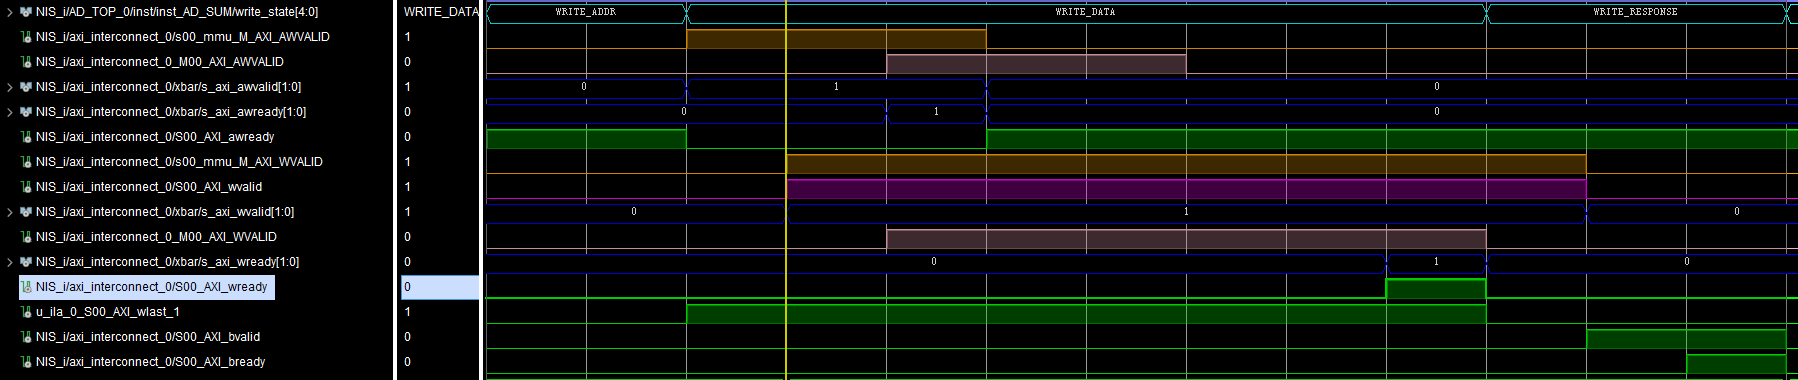 NIS_i/AD_TOP_0/inst/inst_AD_SUM/write_state[4:0] WRITE_DATA WRITE_ADDR WRITE_DATA WRITE_RESPONSE
NIS_i/axi_interconnect_0/s00_mmu_M_AXI_AWVALID 1
NIS_i/axi_interconnect_0_M00_AXI_AWVALID 0
NIS_i/axi_interconnect_0/xbar/s_axi_awvalid[1:0] 1 0 1 0
NIS_i/axi_interconnect_0/xbar/s_axi_awready[1:0] 0 0 1 0
NIS_i/axi_interconnect_0/S00_AXI_awready 0
NIS_i/axi_interconnect_0/s00_mmu_M_AXI_WVALID 1
NIS_i/axi_interconnect_0/S00_AXI_wvalid 1
NIS_i/axi_interconnect_0/xbar/s_axi_wvalid[1:0] 1 0 1 0
NIS_i/axi_interconnect_0_M00_AXI_WVALID 0
NIS_i/axi_interconnect_0/xbar/s_axi_wready[1:0] 0 0 1 0
NIS_i/axi_interconnect_0/S00_AXI_wready 0
u_ila_0_S00_AXI_wlast_1 1
NIS_i/axi_interconnect_0/S00_AXI_bvalid 0
NIS_i/axi_interconnect_0/S00_AXI_bready 0